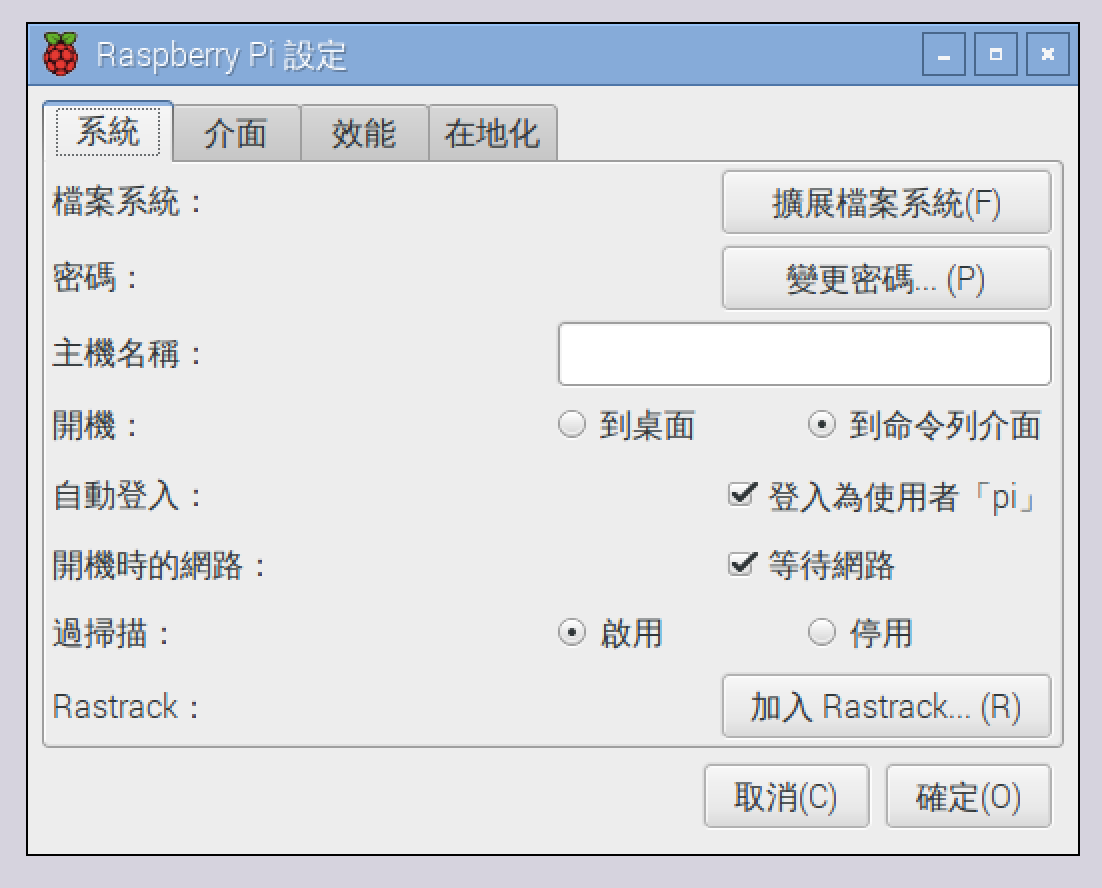 Raspberry Pi 設定
系統 介面 效能 在地化
檔案系統： 擴展檔案系統(F)
密碼： 變更密碼... (P)
主機名稱：
開機： 到桌面 到命令列介面
自動登入： 登入為使用者「pi」
開機時的網路： 等待網路
過掃描： 啟用 停用
Rastrack： 加入 Rastrack... (R)
取消(C) 確定(O)